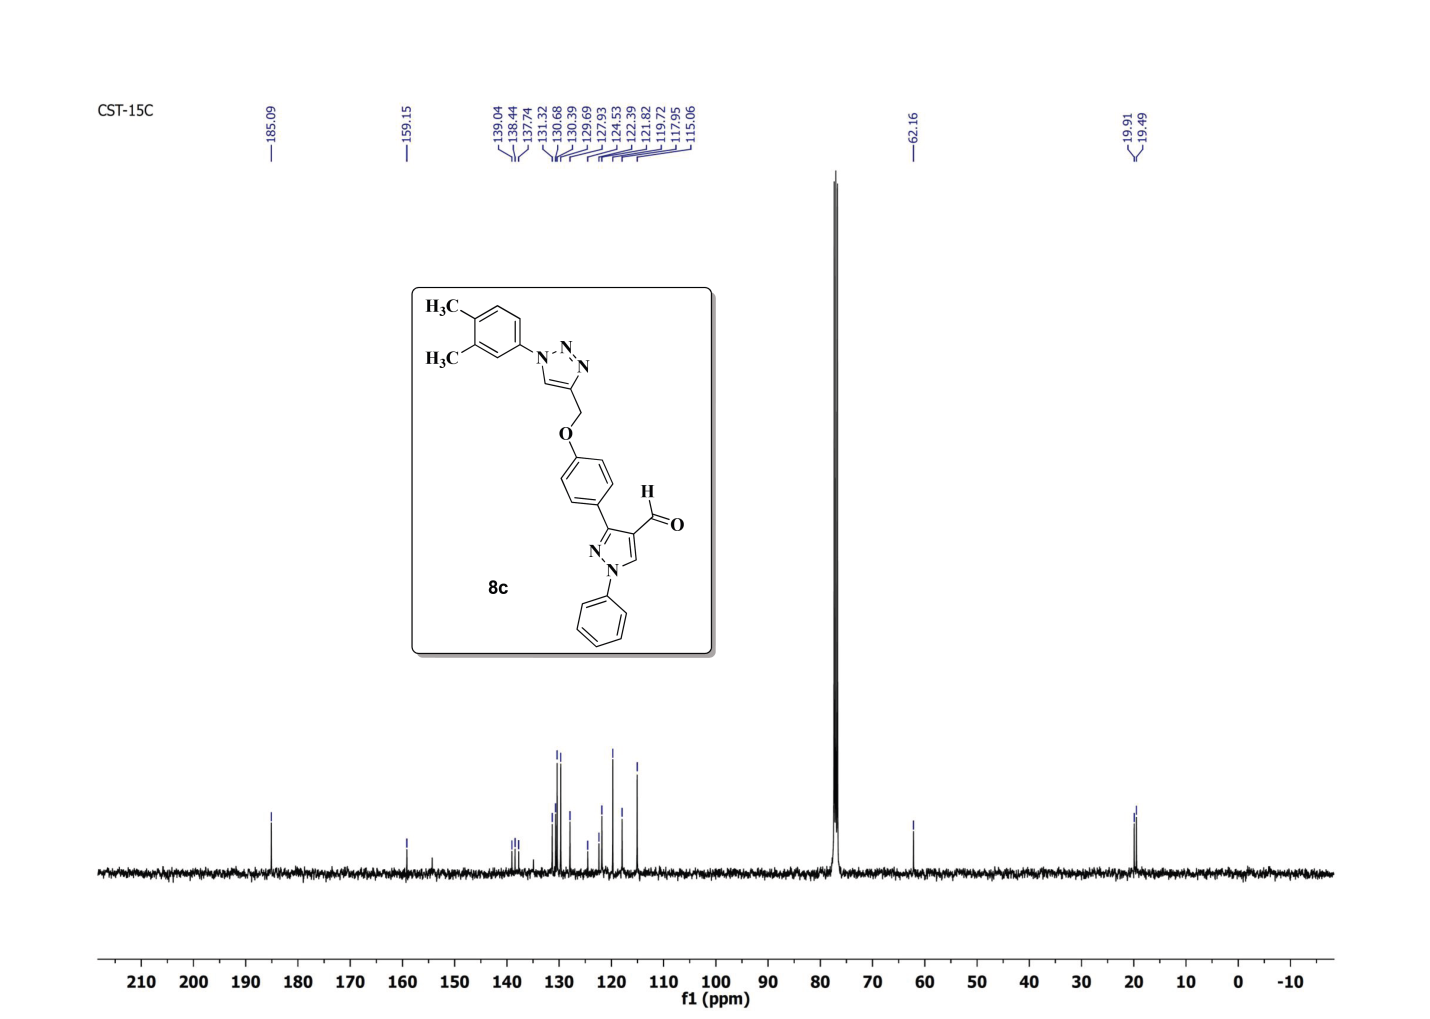 CST-15C
185.09
159.15
139.04
138.44
137.74
131.32
130.68
130.39
129.69
127.93
124.53
122.39
121.82
119.72
117.95
115.06
62.16
19.91
19.49
H₃C
H₃C
N
N
N
O
H
O
N
N
8c
210 200 190 180 170 160 150 140 130 120 110 100 90 80 70 60 50 40 30 20 10 0 -10
f1 (ppm)